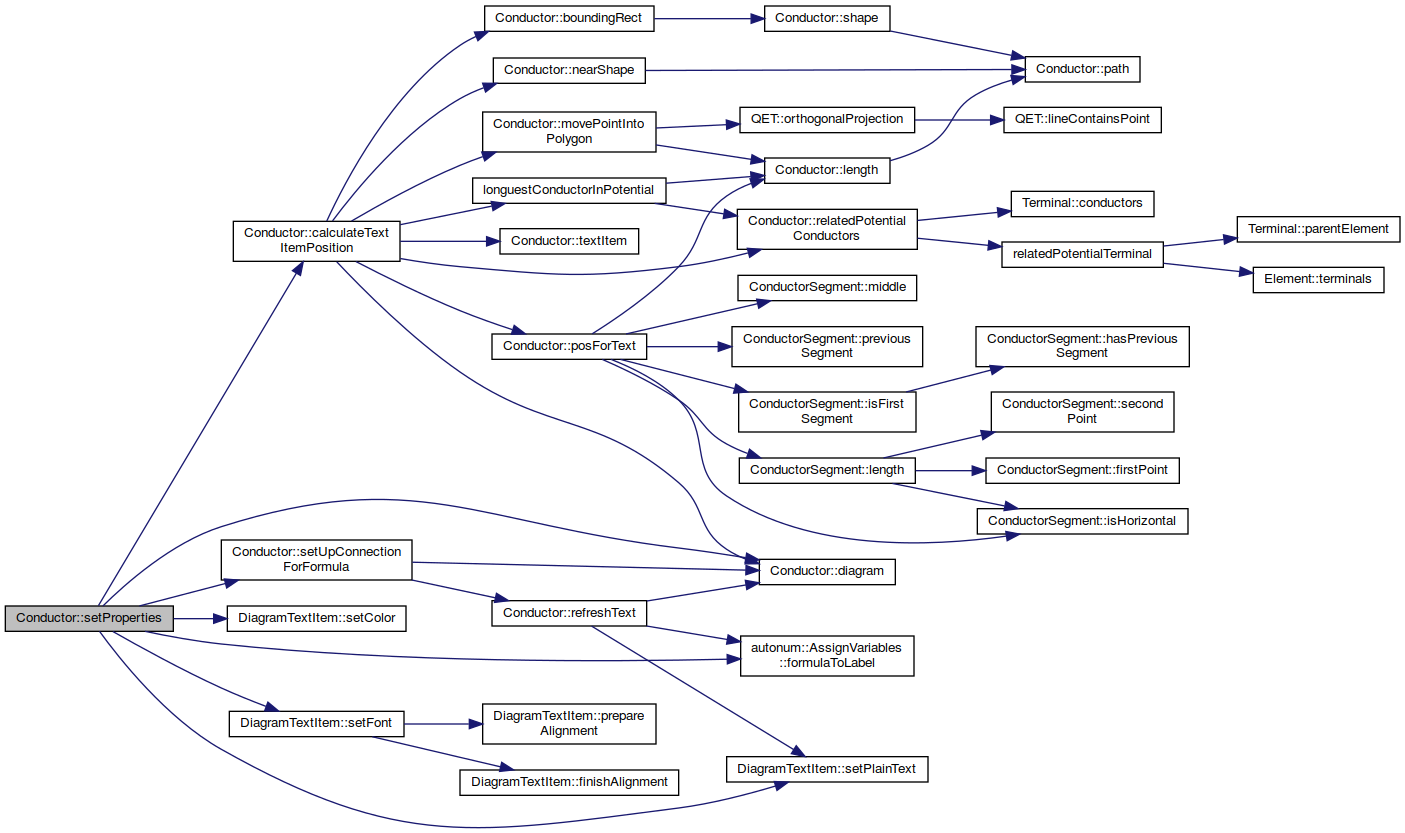 Conductor::boundingRect
Conductor::shape
Conductor::nearShape
Conductor::path
Conductor::movePointInto
Polygon
QET::orthogonalProjection
QET::lineContainsPoint
Conductor::length
longuestConductorInPotential
Terminal::conductors
Conductor::relatedPotential
Conductors
Terminal::parentElement
Conductor::calculateText
ItemPosition
Conductor::textItem
relatedPotentialTerminal
Element::terminals
ConductorSegment::middle
Conductor::posForText
ConductorSegment::previous
Segment
ConductorSegment::hasPrevious
Segment
ConductorSegment::isFirst
Segment
ConductorSegment::second
Point
ConductorSegment::length
ConductorSegment::firstPoint
ConductorSegment::isHorizontal
Conductor::setUpConnection
ForFormula
Conductor::diagram
Conductor::setProperties
DiagramTextItem::setColor
Conductor::refreshText
autonum::AssignVariables
::formulaToLabel
DiagramTextItem::setFont
DiagramTextItem::prepare
Alignment
DiagramTextItem::finishAlignment
DiagramTextItem::setPlainText